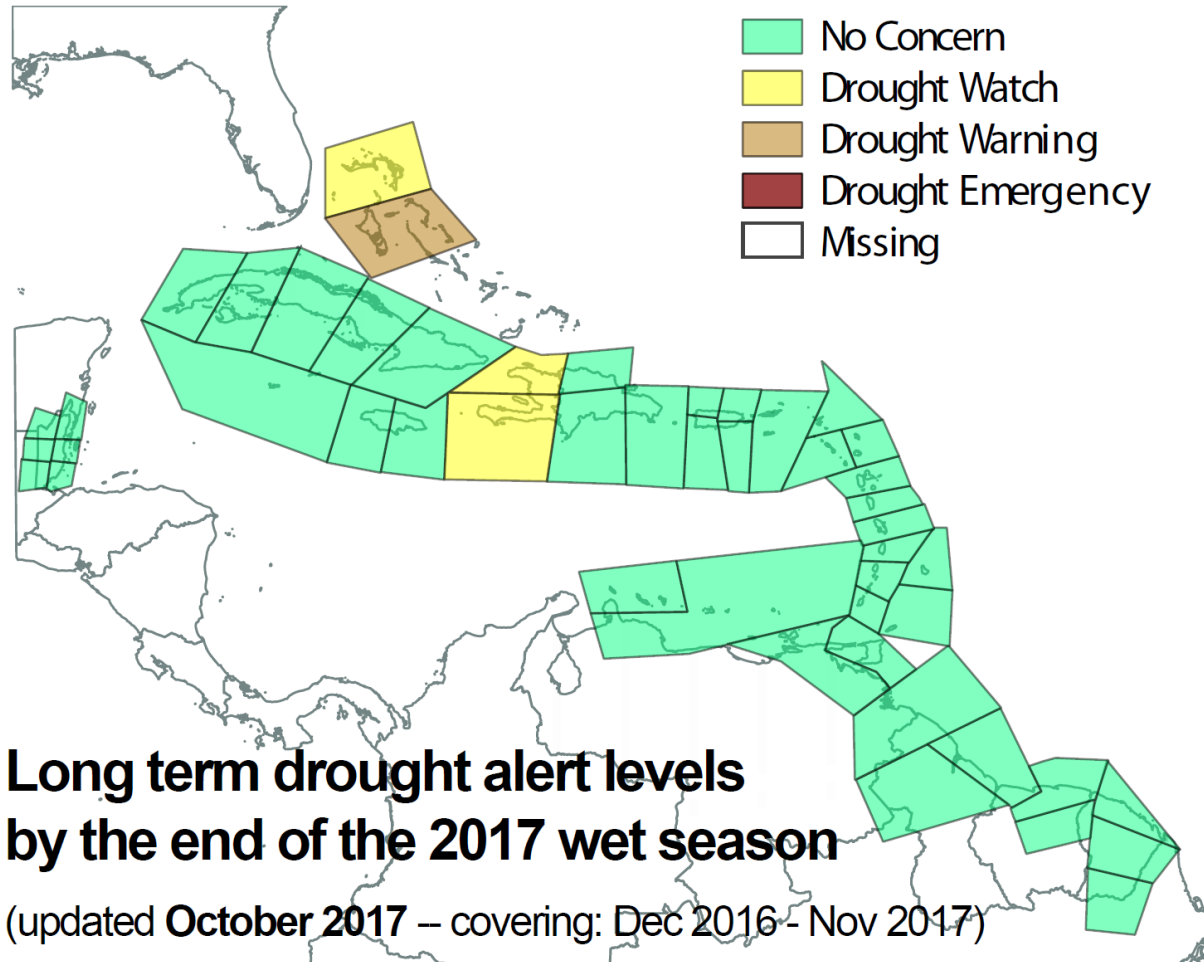 No Concern
Drought Watch
Drought Warning
Drought Emergency
Missing
Long term drought alert levels
by the end of the 2017 wet season
(updated October 2017 -- covering: Dec 2016 - Nov 2017)